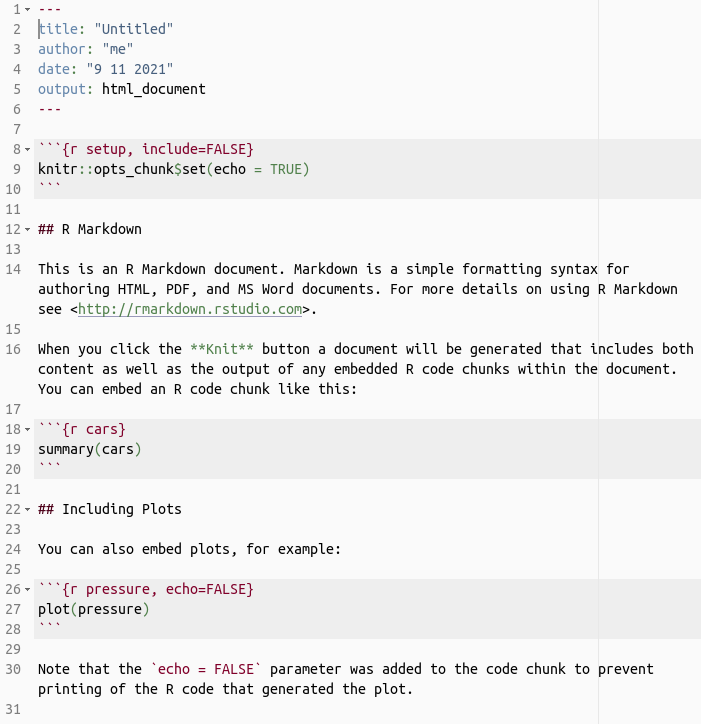 1 ---
2 title: "Untitled"
3 author: "me"
4 date: "9 11 2021"
5 output: html_document
6 ---
7
8 ```{r setup, include=FALSE}
9 knitr::opts_chunk$set(echo = TRUE)
10 ```
11
12 ## R Markdown
13
14 This is an R Markdown document. Markdown is a simple formatting syntax for
authoring HTML, PDF, and MS Word documents. For more details on using R Markdown
see <http://rmarkdown.rstudio.com>.
15
16 When you click the **Knit** button a document will be generated that includes both
content as well as the output of any embedded R code chunks within the document.
You can embed an R code chunk like this:
17
18 ```{r cars}
19 summary(cars)
20 ```
21
22 ## Including Plots
23
24 You can also embed plots, for example:
25
26 ```{r pressure, echo=FALSE}
27 plot(pressure)
28 ```
29
30 Note that the `echo = FALSE` parameter was added to the code chunk to prevent
printing of the R code that generated the plot.
31